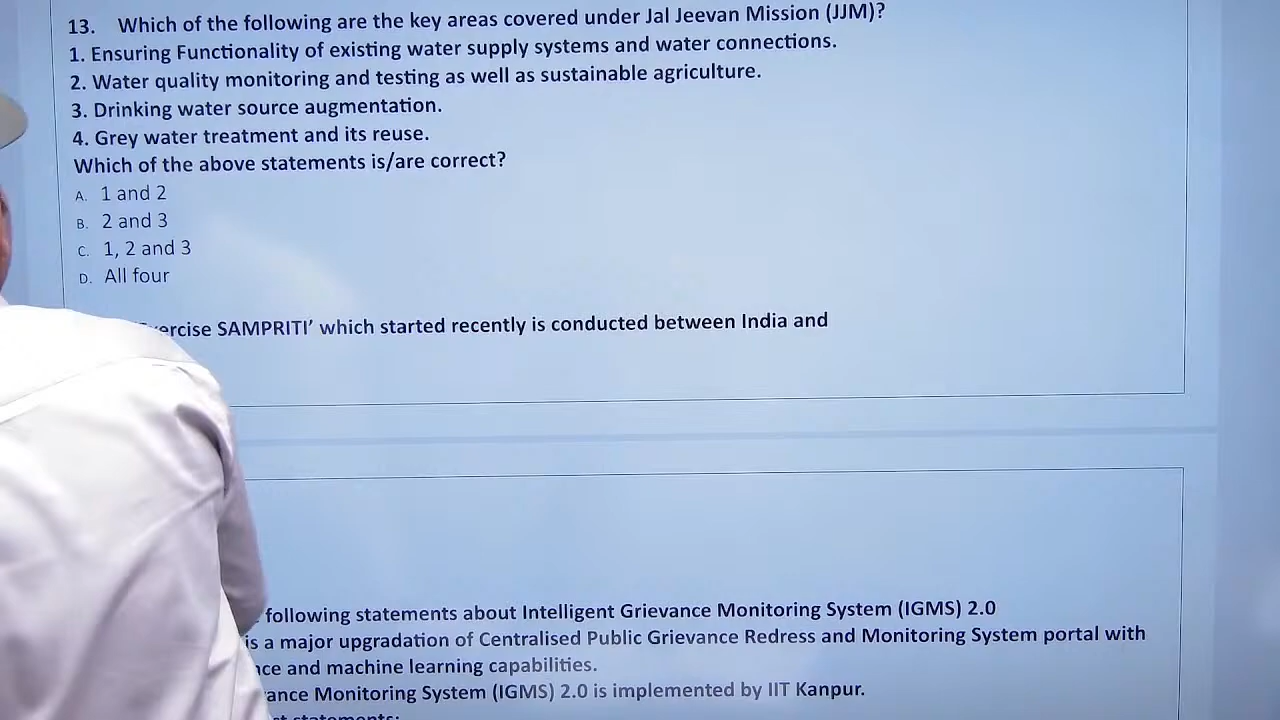 13. Which of the following are the key areas covered under Jal Jeevan Mission (JJM)?
1. Ensuring Functionality of existing water supply systems and water connections.
2. Water quality monitoring and testing as well as sustainable agriculture.
3. Drinking water source augmentation.
4. Grey water treatment and its reuse.
Which of the above statements is/are correct?
A. 1 and 2
B. 2 and 3
C. 1, 2 and 3
D. All four
SAMPRITI' which started recently is conducted between India and
following statements about Intelligent Grievance Monitoring System (IGMS) 2.0
is a major upgradation of Centralised Public Grievance Redress and Monitoring System portal with
and machine learning capabilities.
Monitoring System (IGMS) 2.0 is implemented by IIT Kanpur.